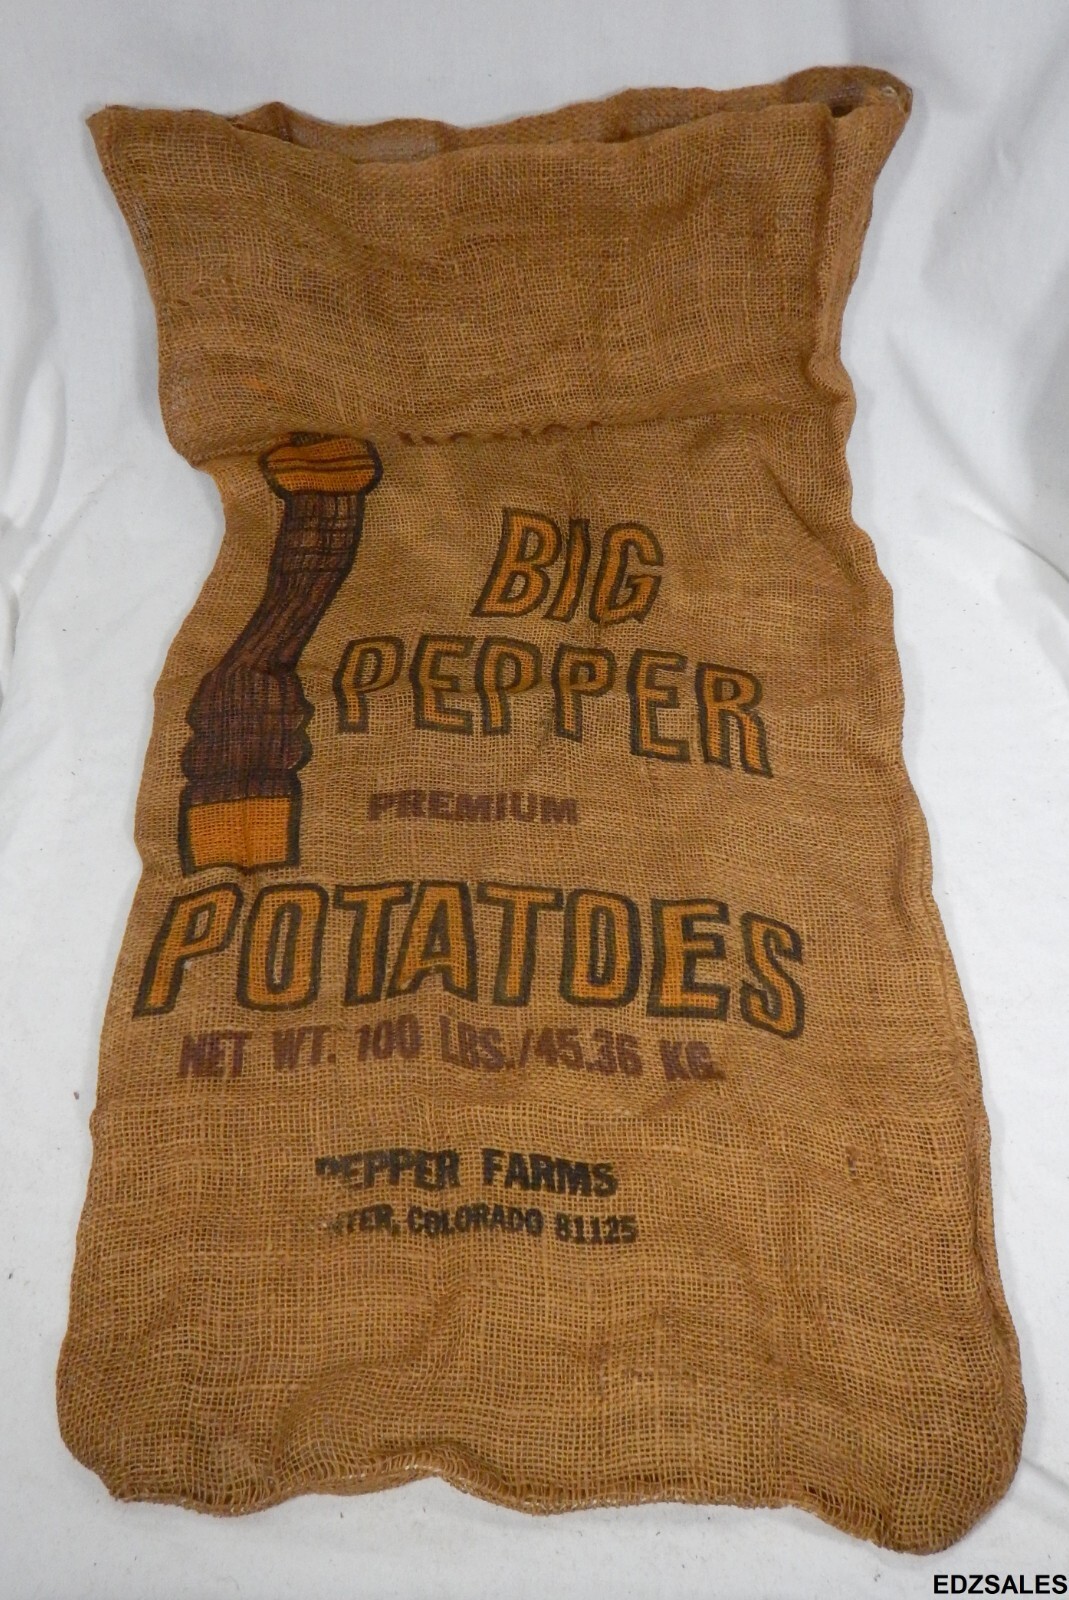 BIG
PEPPER
PREMIUM
POTATOES
NET WT. 100 LBS./45.36 KG.
PEPPER FARMS
COLORADO 81125
EDZSALES